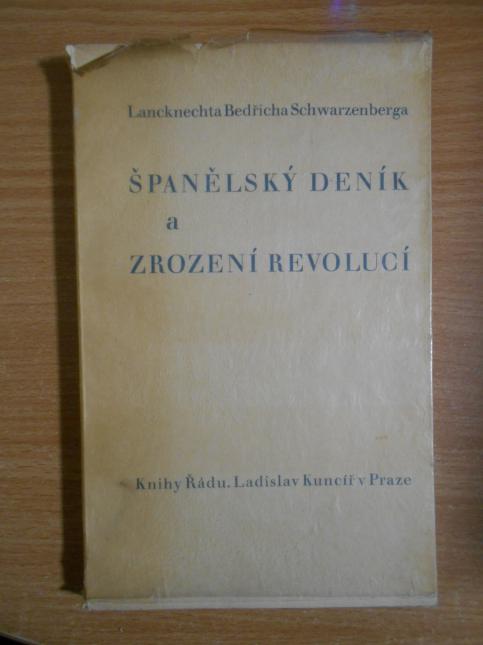 Lancknechta Bedřicha Schwarzenberga
ŠPANĚLSKÝ DENÍK
a
ZROZENÍ REVOLUCÍ
Knihy Řádu. Ladislav Kuncíř v Praze